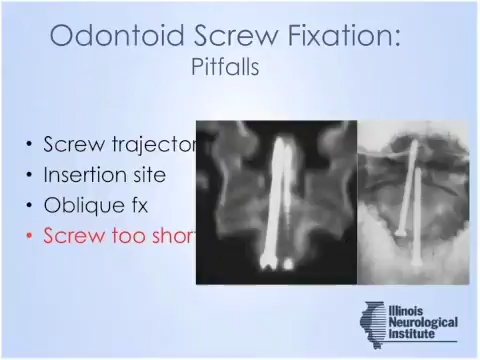 Odontoid Screw Fixation:
Pitfalls
• Screw trajector
• Insertion site
• Oblique fx
• Screw too shor
Illinois
Neurological
Institute